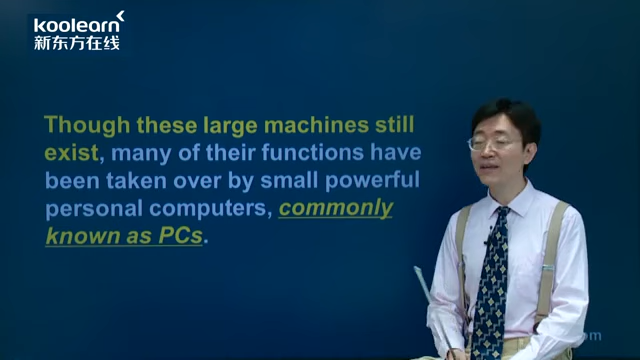 koolearn
新东方在线
Though these large machines still
exist, many of their functions have
been taken over by small powerful
personal computers, commonly
known as PCs.
om